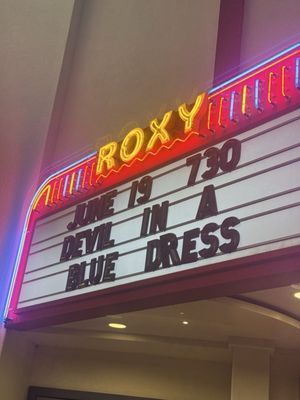 ROXY
JUNE 19 730
DEVIL IN A
BLUE DRESS